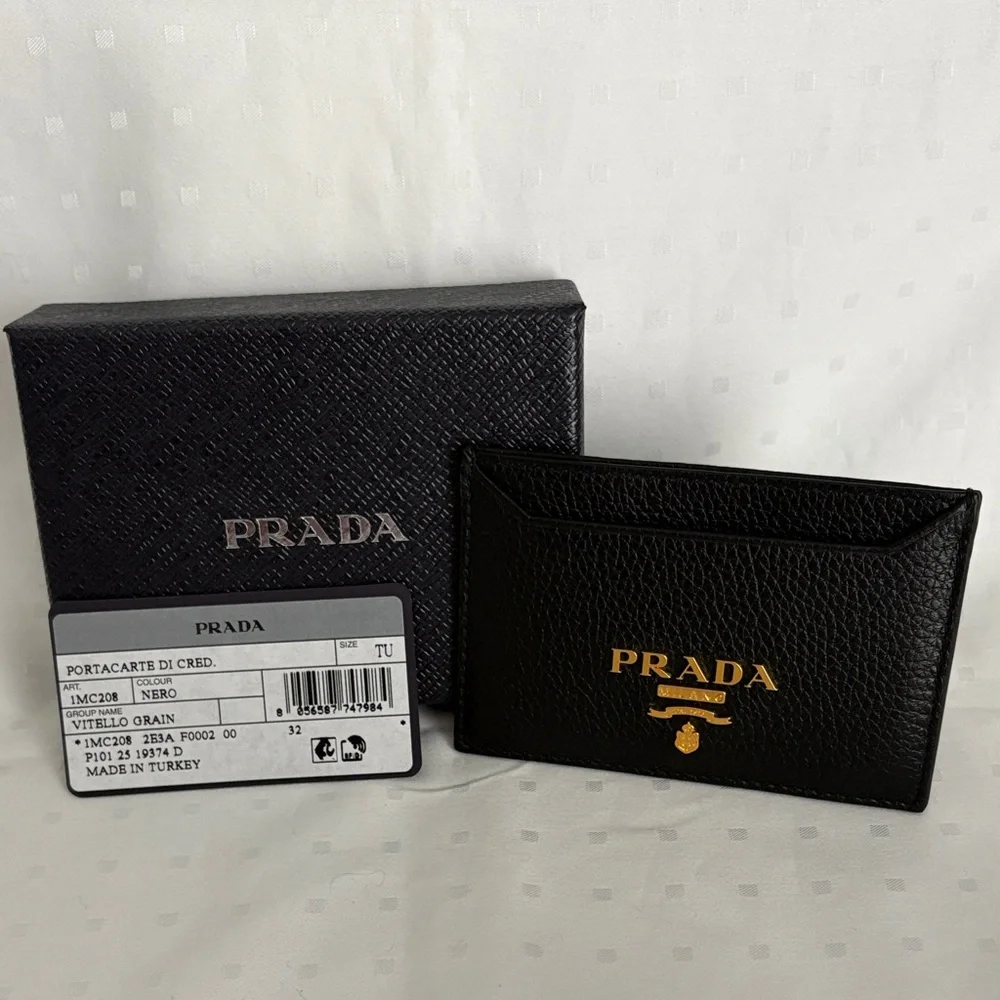 PRADA
PRADA
SIZE
TU
PORTACARTE DI CRED.
ART.
1MC208
COLOUR
NERO
GROUP NAME
VITELLO GRAIN
8 056587 747984
*1MC208 2E3A F0002 00
32
*
P101 25 19374 D
MADE IN TURKEY
PRADA
MILANO